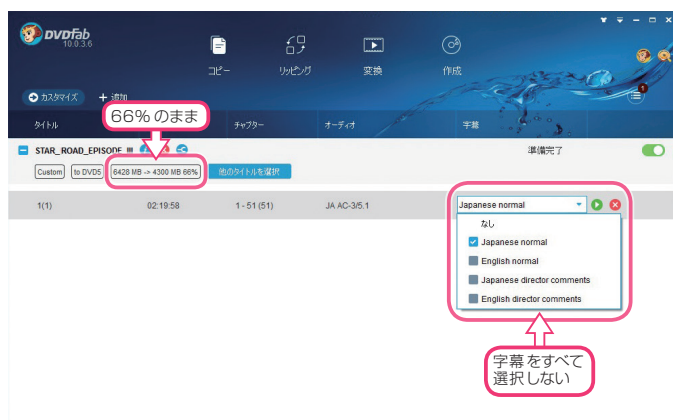 DVDFab
10.0.3.6
コピー
リッピング
変換
作成
1
カスタマイズ
+ 追加
66% のまま
タイトル
チャプター
オーディオ
字幕
STAR_ROAD_EPISODE_III
準備完了
Custom
to DVD5
6428 MB -> 4300 MB 66%
他のタイトルを選択
1(1)
02:19:58
1 - 51 (51)
JA AC-3/5.1
Japanese normal
なし
Japanese normal
English normal
Japanese director comments
English director comments
字幕をすべて
選択しない